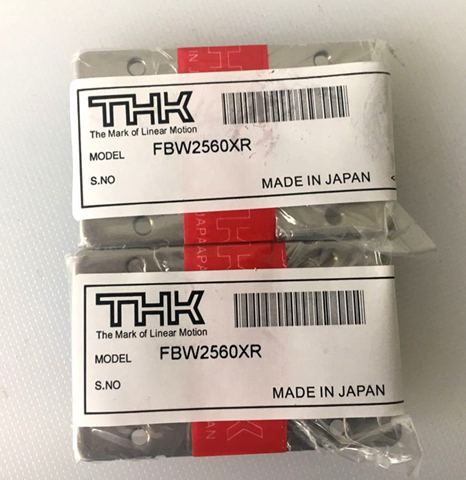 THK
The Mark of Linear Motion
MODEL FBW2560XR
S.NO
MADE IN JAPAN
JAPAAPAN
THK
The Mark of Linear Motion
MODEL FBW2560XR
S.NO
MADE IN JAPAN